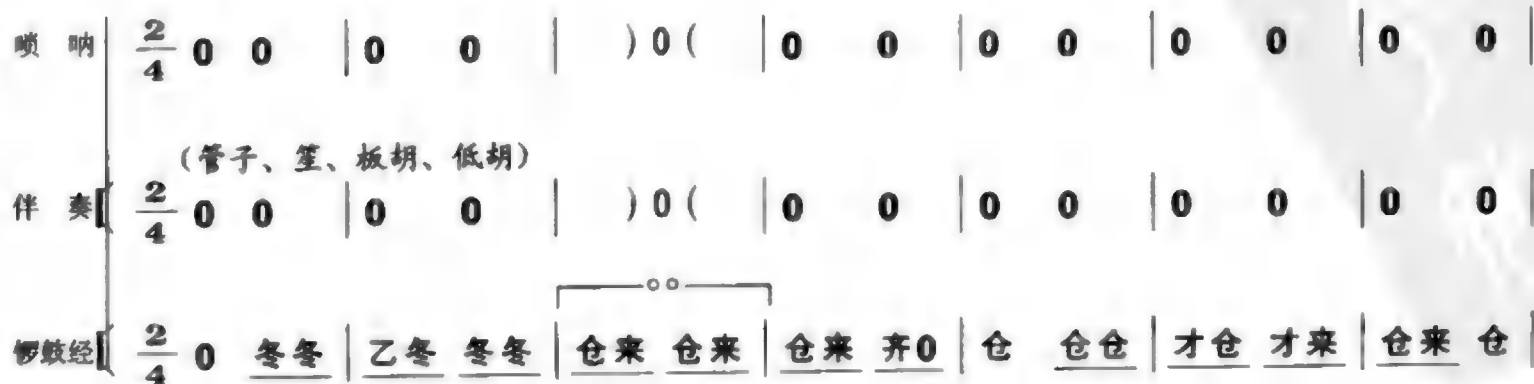 唢呐 2/4 0 0 | 0 0 | ) 0 ( | 0 0 | 0 0 | 0 0 | 0 0 |
(管子、笙、板胡、低胡)
伴奏 2/4 0 0 | 0 0 | ) 0 ( | 0 0 | 0 0 | 0 0 | 0 0 |
锣鼓经 2/4 0 冬冬 | 乙冬 冬冬 | 仓来 仓来 | 仓来 齐0 | 仓 仓仓 | 才仓 才来 | 仓来 仓 |